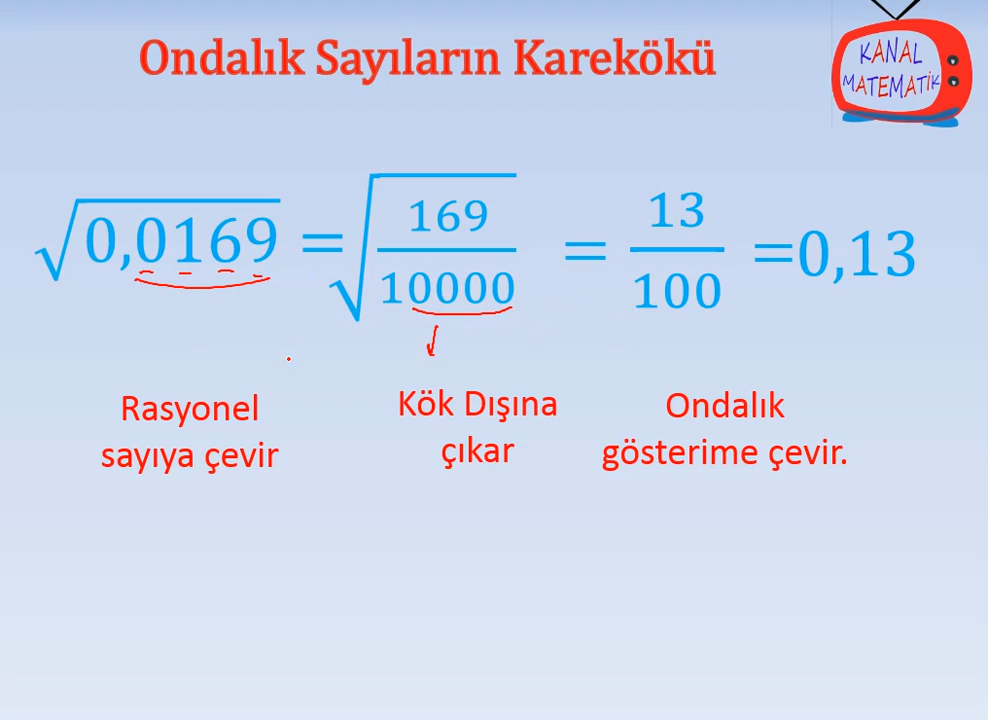 Ondalık Sayıların Karekökü
KANAL
MATEMATİK
√0,0169 = √(169/10000) = 13/100 =0,13
Rasyonel
sayıya çevir
Kök Dışına
çıkar
Ondalık
gösterime çevir.